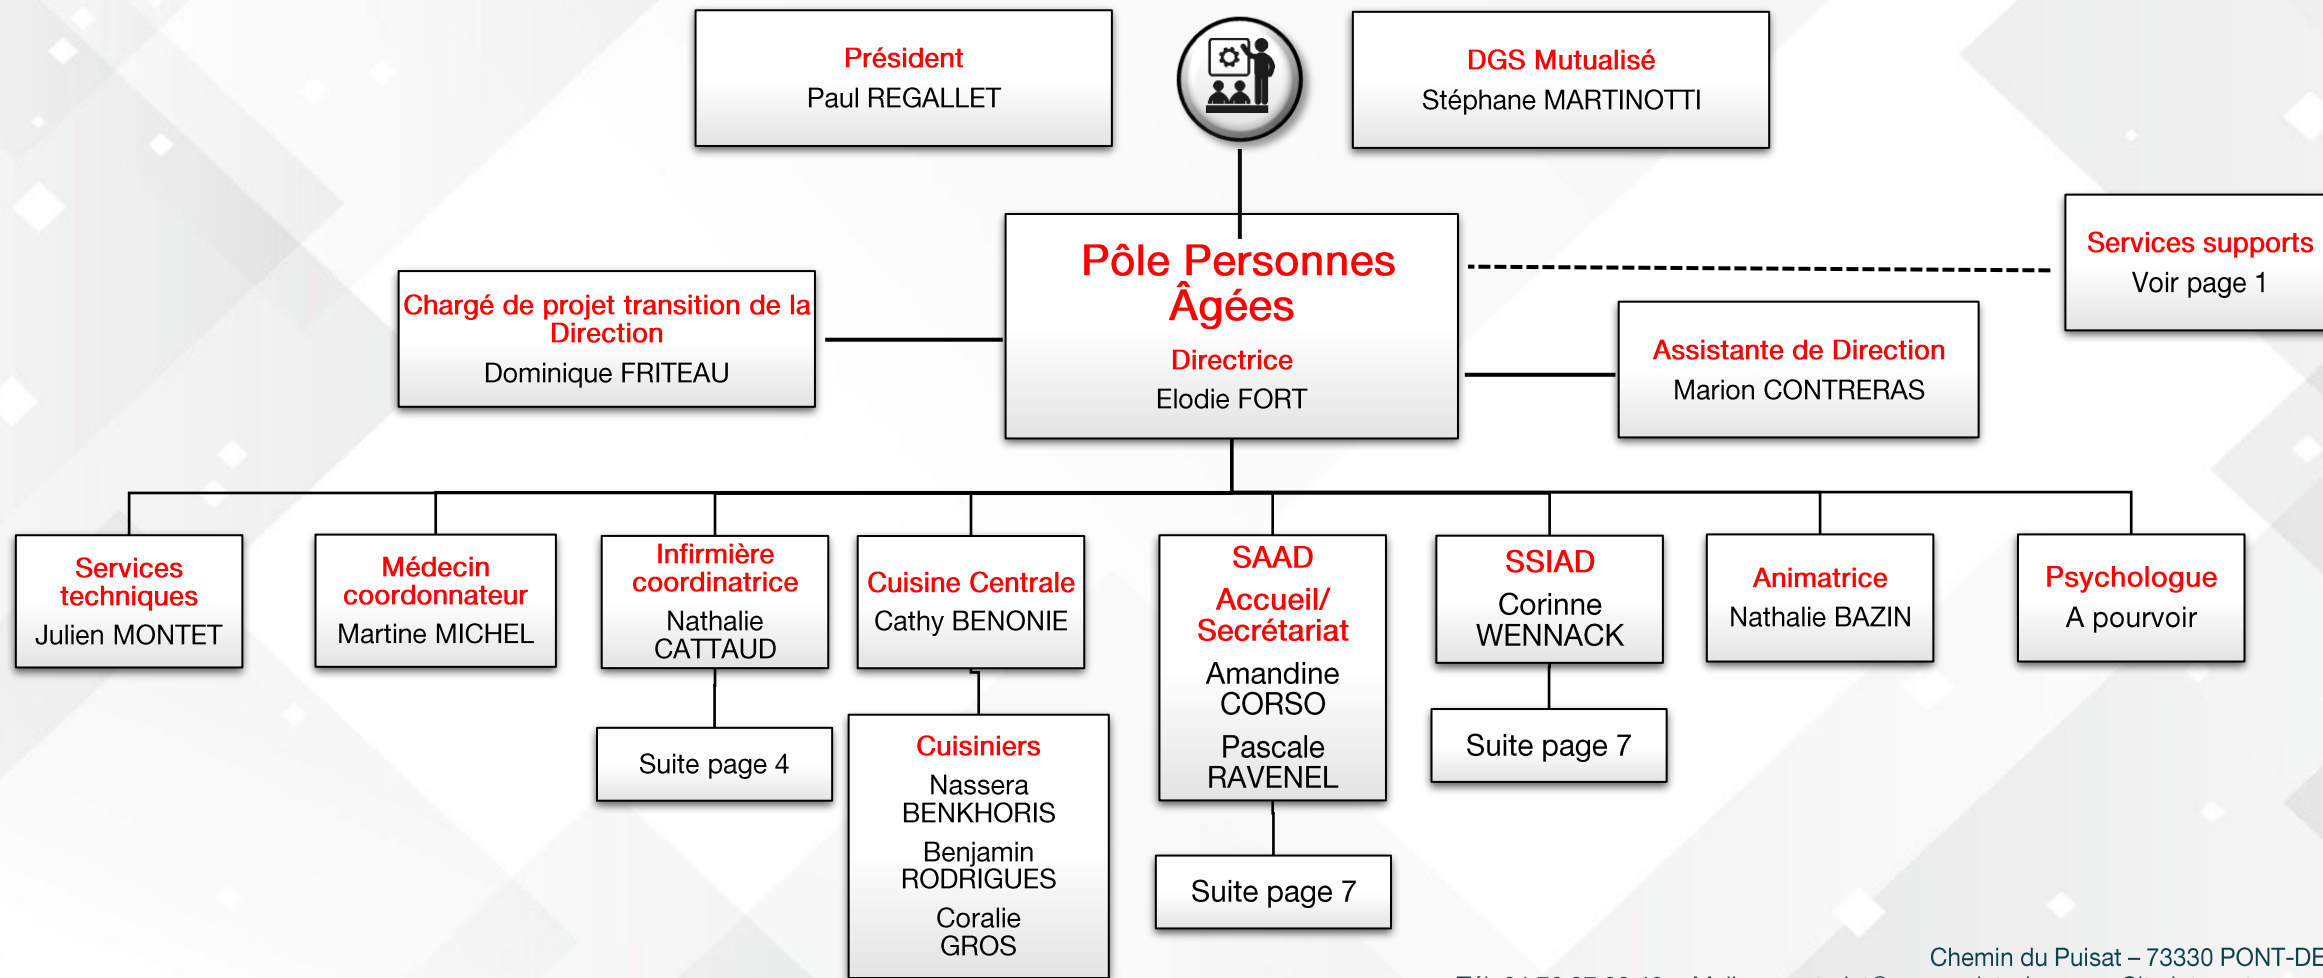 Président
Paul REGALLET
DGS Mutualisé
Stéphane MARTINOTTI
Pôle Personnes
Âgées
Directrice
Elodie FORT
Services supports
Voir page 1
Chargé de projet transition de la
Direction
Dominique FRITEAU
Assistante de Direction
Marion CONTRERAS
Services
techniques
Julien MONTET
Médecin
coordonnateur
Martine MICHEL
Infirmière
coordinatrice
Nathalie
CATTAUD
Suite page 4
Cuisine Centrale
Cathy BENONIE
Cuisiniers
Nassera
BENKHORIS
Benjamin
RODRIGUES
Coralie
GROS
SAAD
Accueil/
Secrétariat
Amandine
CORSO
Pascale
RAVENEL
Suite page 7
SSIAD
Corinne
WENNACK
Suite page 7
Animatrice
Nathalie BAZIN
Psychologue
A pourvoir
Chemin du Puisat – 73330 PONT-DE